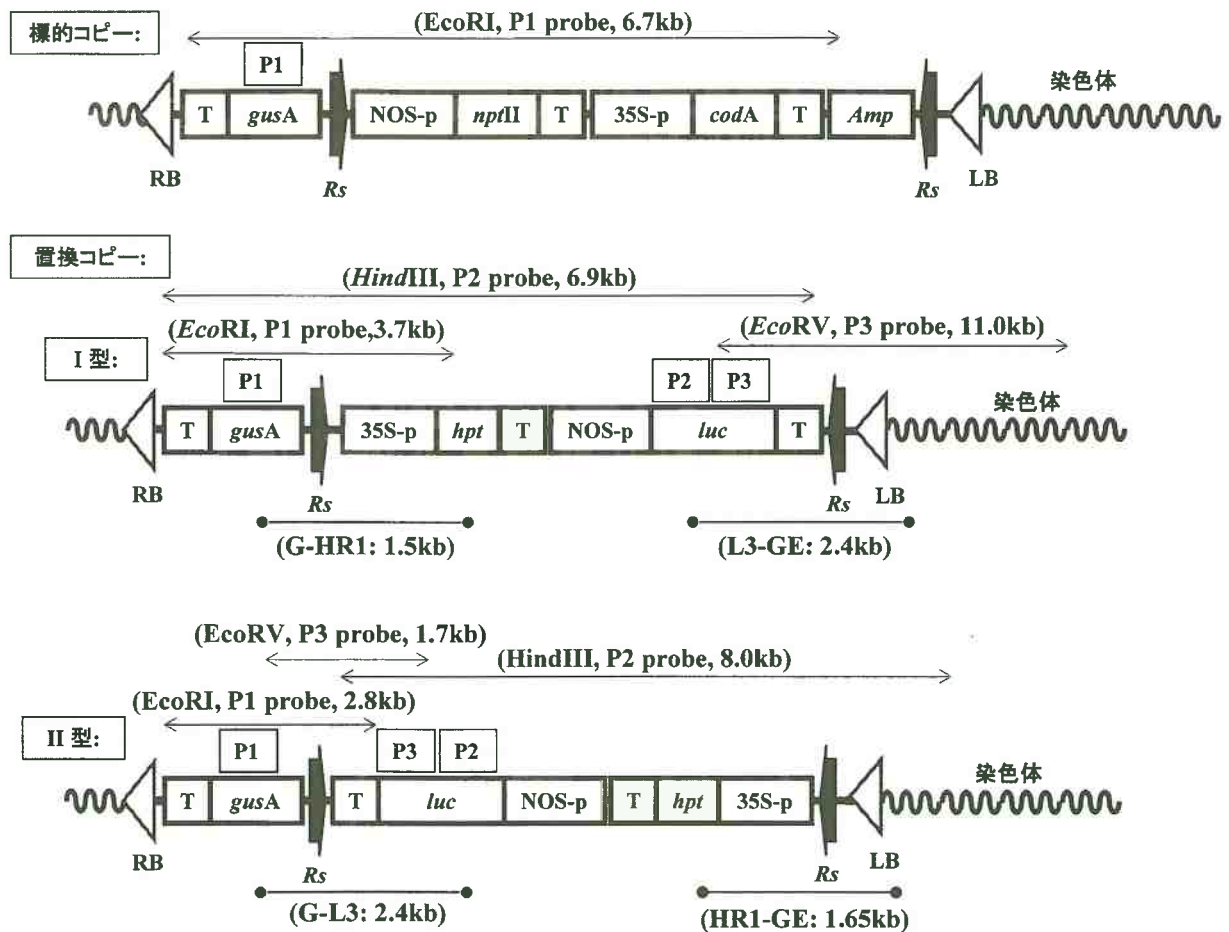 標的コピー:
(EcoRI, P1 probe, 6.7kb)
P1
染色体
T gusA NOS-p nptII T 35S-p codA T Amp
RB Rs Rs LB
置換コピー:
(HindIII, P2 probe, 6.9kb)
(EcoRI, P1 probe,3.7kb) (EcoRV, P3 probe, 11.0kb)
I 型:
P1 P2 P3
染色体
T gusA 35S-p hpt T NOS-p luc T
RB Rs Rs LB
(G-HR1: 1.5kb) (L3-GE: 2.4kb)
(EcoRV, P3 probe, 1.7kb)
(HindIII, P2 probe, 8.0kb)
(EcoRI, P1 probe, 2.8kb)
II 型:
P1 P3 P2
染色体
T gusA T luc NOS-p T hpt 35S-p
RB Rs Rs LB
(G-L3: 2.4kb) (HR1-GE: 1.65kb)